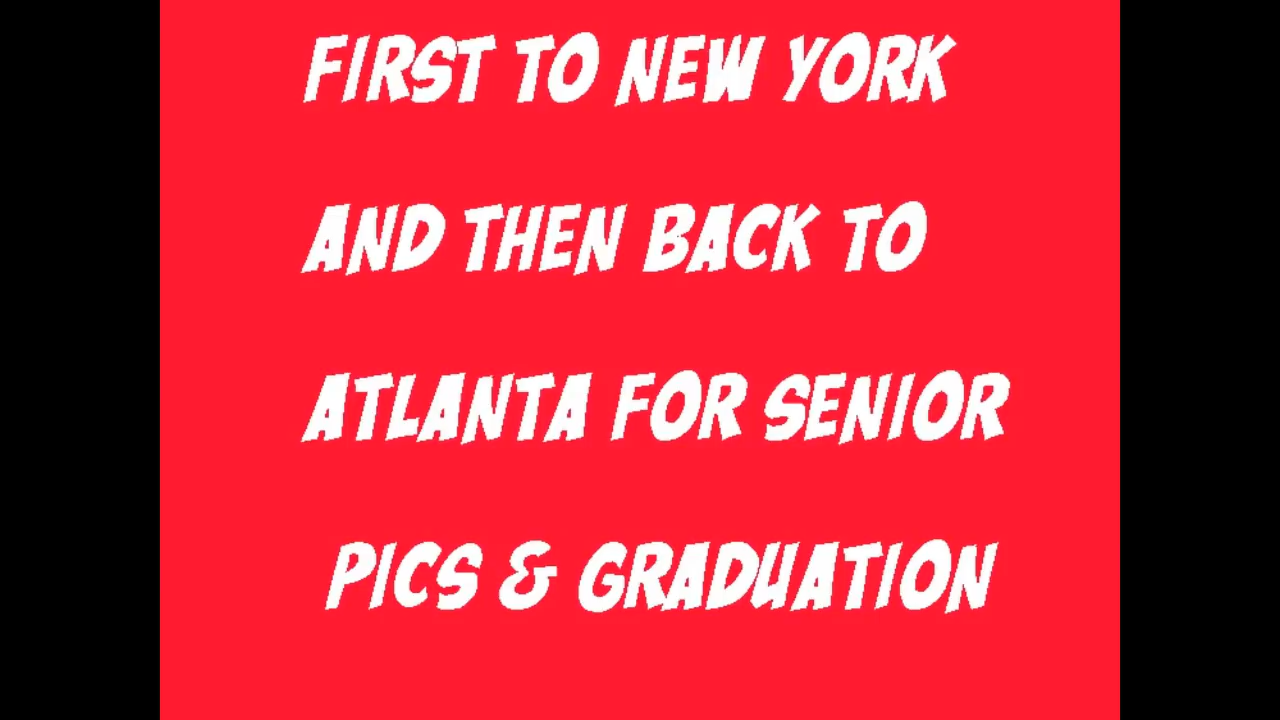 FIRST TO NEW YORK
AND THEN BACK TO
ATLANTA FOR SENIOR
PICS & GRADUATION